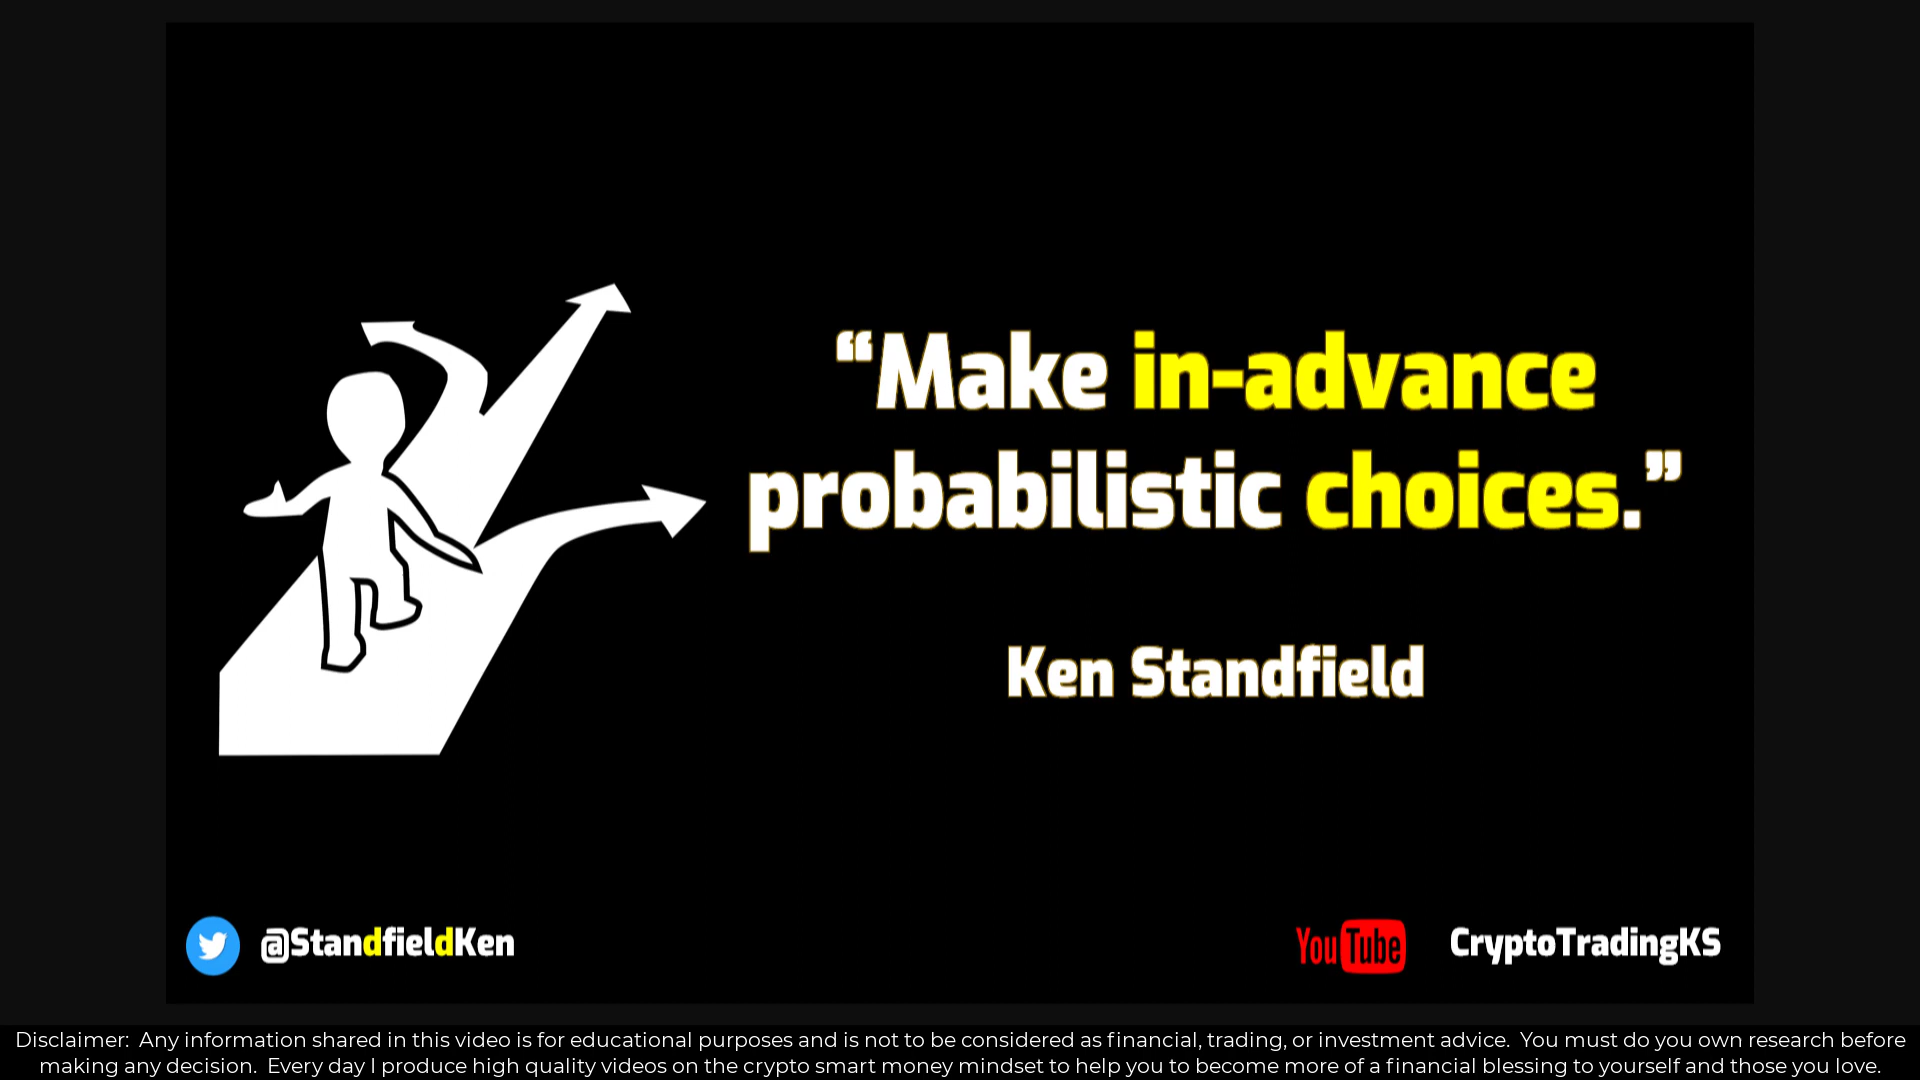 “Make in-advance
probabilistic choices.”
Ken Standfield
@StandfieldKen
YouTube CryptoTradingKS
Disclaimer:  Any information shared in this video is for educational purposes and is not to be considered as financial, trading, or investment advice.  You must do you own research before
making any decision.  Every day I produce high quality videos on the crypto smart money mindset to help you to become more of a financial blessing to yourself and those you love.